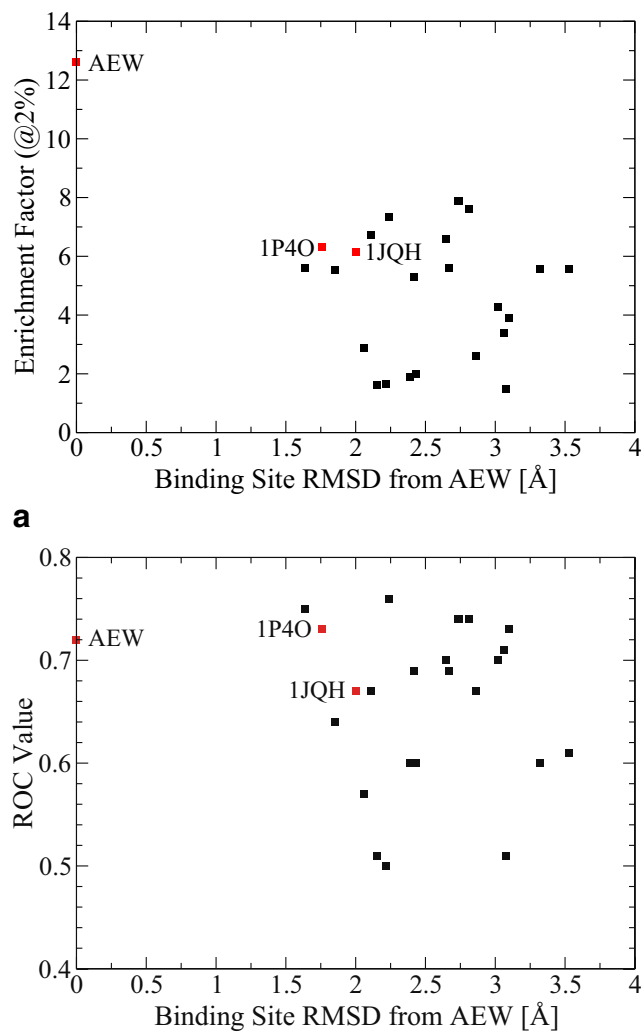 14
12
10
8
6
4
2
0
Enrichment Factor (@2%)
AEW
1P4O
1JQH
0 0.5 1 1.5 2 2.5 3 3.5 4
Binding Site RMSD from AEW [Å]
a
0.8
0.7
0.6
0.5
0.4
ROC Value
AEW
1P4O
1JQH
0 0.5 1 1.5 2 2.5 3 3.5 4
Binding Site RMSD from AEW [Å]